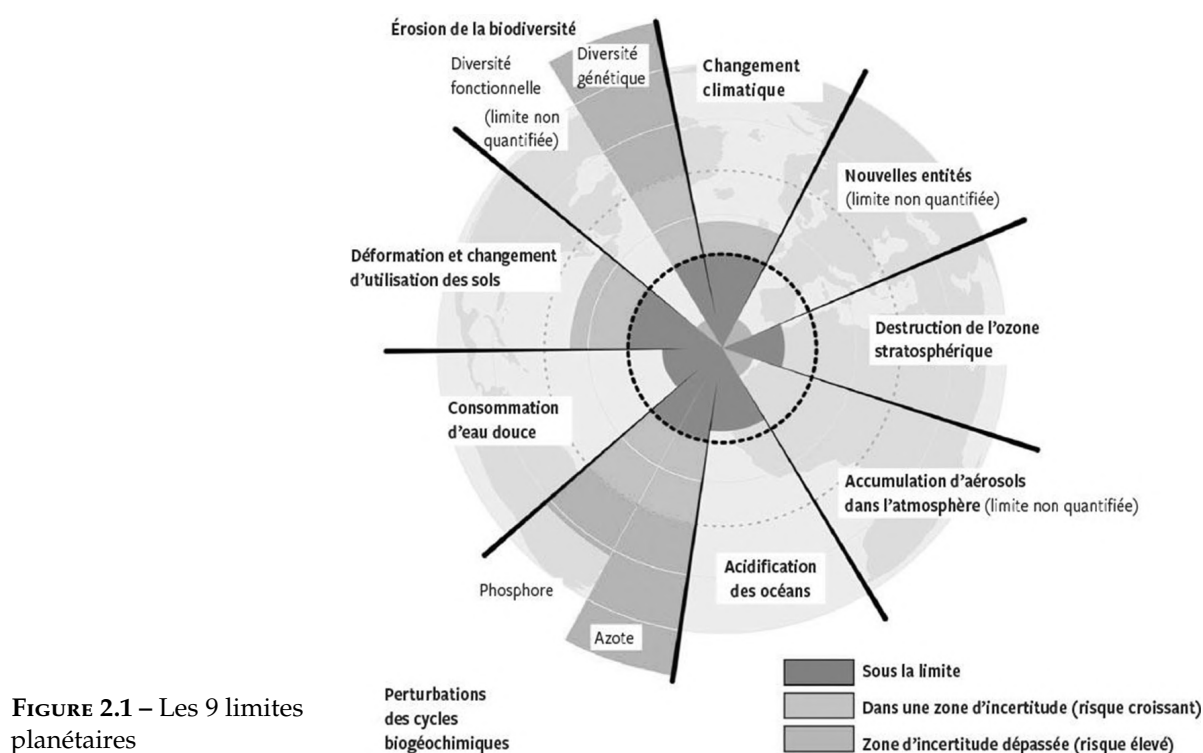 Érosion de la biodiversité
Diversité
fonctionnelle
(limite non
quantifiée)
Diversité
génétique
Changement
climatique
Nouvelles entités
(limite non quantifiée)
Déformation et changement
d'utilisation des sols
Destruction de l'ozone
stratosphérique
Consommation
d'eau douce
Accumulation d'aérosols
dans l'atmosphère (limite non quantifiée)
Acidification
des océans
Phosphore
Azote
Perturbations
des cycles
biogéochimiques
Sous la limite
Dans une zone d'incertitude (risque croissant)
Zone d'incertitude dépassée (risque élevé)
FIGURE 2.1 – Les 9 limites
planétaires